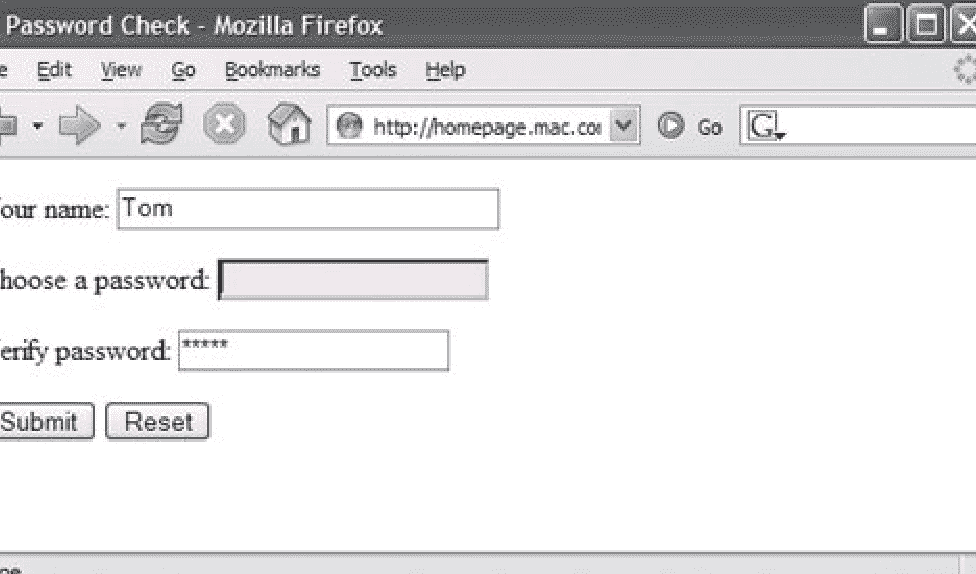 Password Check - Mozilla Firefox
e Edit View Go Bookmarks Tools Help
http://homepage.mac.co Go G
our name: Tom
hoose a password:
erify password: *****
Submit Reset